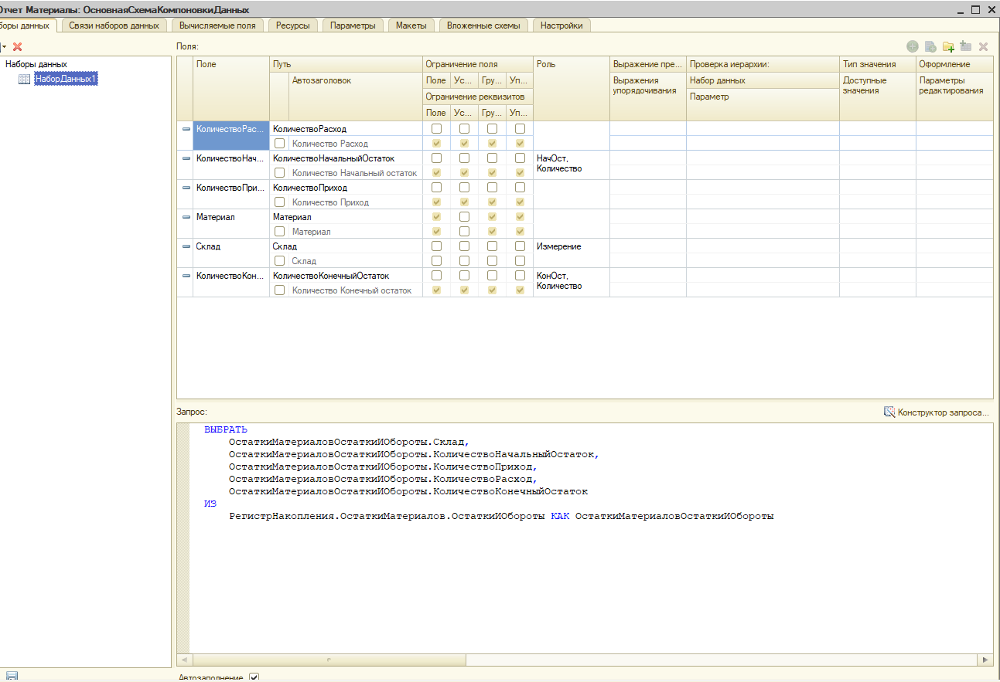 Отчет Материалы: ОсновнаяСхемаКомпоновкиДанных
Связи наборов данных Вычисляемые поля Ресурсы Параметры Макеты Вложенные схемы Настройки
боры данных
Поля:
Наборы данных
НаборДанных1
Поле Путь Ограничение поля Роль Выражение пре... Проверка иерархии: Тип значения Оформление
Автозаголовок Поле Ус... Гру... Уп... Выражения упорядочивания Набор данных Доступные значения Параметры редактирования
Ограничение реквизитов Параметр
Поле Ус... Гру... Уп...
КоличествоРас... КоличествоРасход
Количество Расход
КоличествоНач... КоличествоНачальныйОстаток НачОст,
Количество Начальный остаток Количество
КоличествоПри... КоличествоПриход
Количество Приход
Материал Материал
Материал
Склад Склад Измерение
Склад
КоличествоКон... КоличествоКонечныйОстаток КонОст,
Количество Конечный остаток Количество
Запрос: Конструктор запроса...
ВЫБРАТЬ
ОстаткиМатериаловОстаткиИОбороты.Склад,
ОстаткиМатериаловОстаткиИОбороты.КоличествоНачальныйОстаток,
ОстаткиМатериаловОстаткиИОбороты.КоличествоПриход,
ОстаткиМатериаловОстаткиИОбороты.КоличествоРасход,
ОстаткиМатериаловОстаткиИОбороты.КоличествоКонечныйОстаток
ИЗ
РегистрНакопления.ОстаткиМатериалов.ОстаткиИОбороты КАК ОстаткиМатериаловОстаткиИОбороты
Автозаполнение